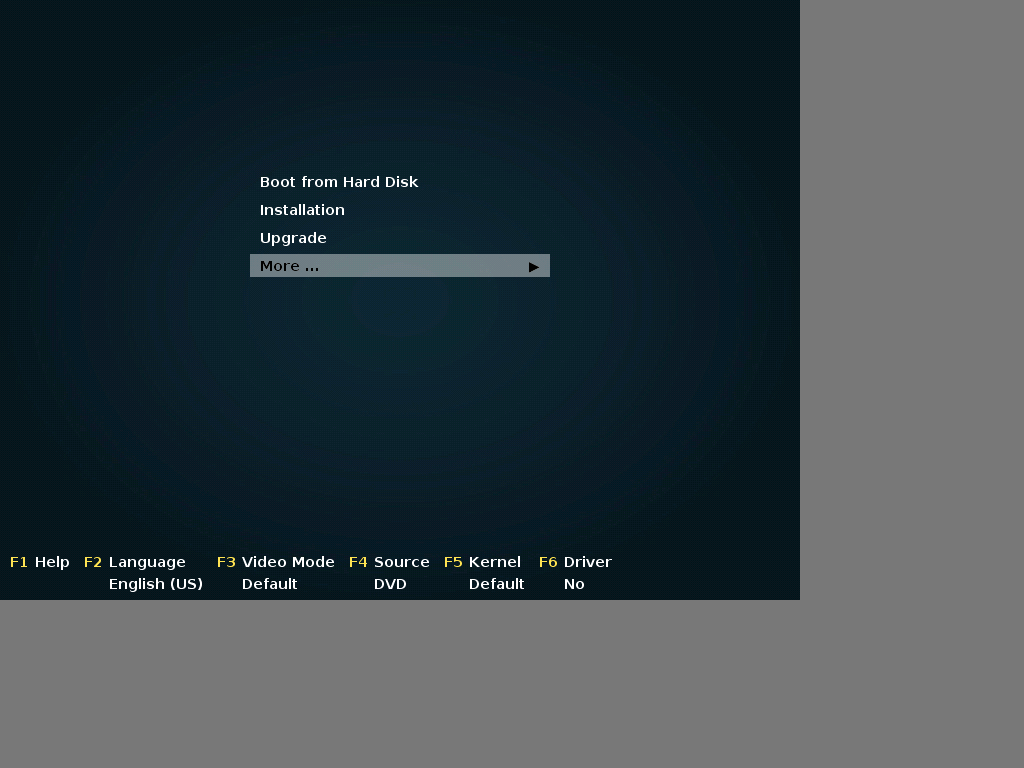 Boot from Hard Disk
Installation
Upgrade
More ...
F1 Help F2 Language F3 Video Mode F4 Source F5 Kernel F6 Driver
English (US) Default DVD Default No